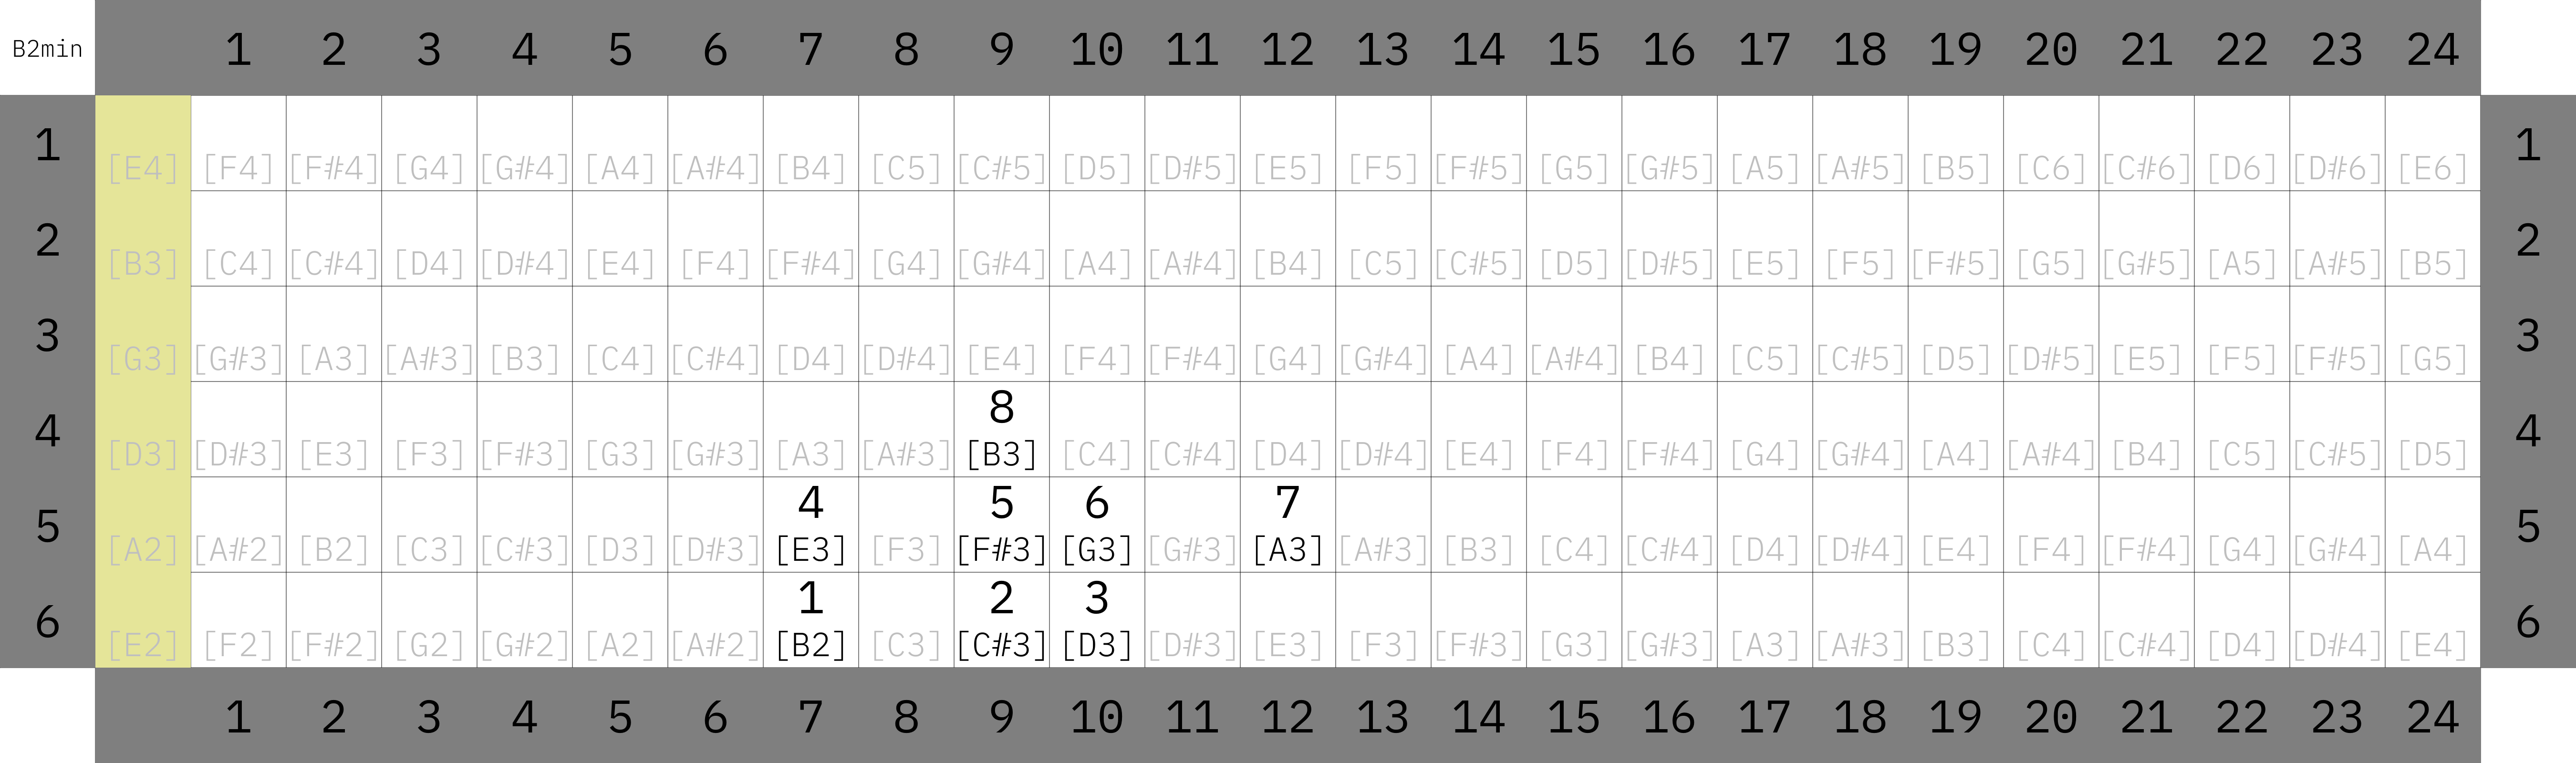 B2min 1 2 3 4 5 6 7 8 9 10 11 12 13 14 15 16 17 18 19 20 21 22 23 24
1 [E4] [F4] [F#4] [G4] [G#4] [A4] [A#4] [B4] [C5] [C#5] [D5] [D#5] [E5] [F5] [F#5] [G5] [G#5] [A5] [A#5] [B5] [C6] [C#6] [D6] [D#6] [E6] 1
2 [B3] [C4] [C#4] [D4] [D#4] [E4] [F4] [F#4] [G4] [G#4] [A4] [A#4] [B4] [C5] [C#5] [D5] [D#5] [E5] [F5] [F#5] [G5] [G#5] [A5] [A#5] [B5] 2
3 [G3] [G#3] [A3] [A#3] [B3] [C4] [C#4] [D4] [D#4] [E4] [F4] [F#4] [G4] [G#4] [A4] [A#4] [B4] [C5] [C#5] [D5] [D#5] [E5] [F5] [F#5] [G5] 3
8
4 [D3] [D#3] [E3] [F3] [F#3] [G3] [G#3] [A3] [A#3] [B3] [C4] [C#4] [D4] [D#4] [E4] [F4] [F#4] [G4] [G#4] [A4] [A#4] [B4] [C5] [C#5] [D5] 4
4 5 6 7
5 [A2] [A#2] [B2] [C3] [C#3] [D3] [D#3] [E3] [F3] [F#3] [G3] [G#3] [A3] [A#3] [B3] [C4] [C#4] [D4] [D#4] [E4] [F4] [F#4] [G4] [G#4] [A4] 5
1 2 3
6 [E2] [F2] [F#2] [G2] [G#2] [A2] [A#2] [B2] [C3] [C#3] [D3] [D#3] [E3] [F3] [F#3] [G3] [G#3] [A3] [A#3] [B3] [C4] [C#4] [D4] [D#4] [E4] 6
1 2 3 4 5 6 7 8 9 10 11 12 13 14 15 16 17 18 19 20 21 22 23 24